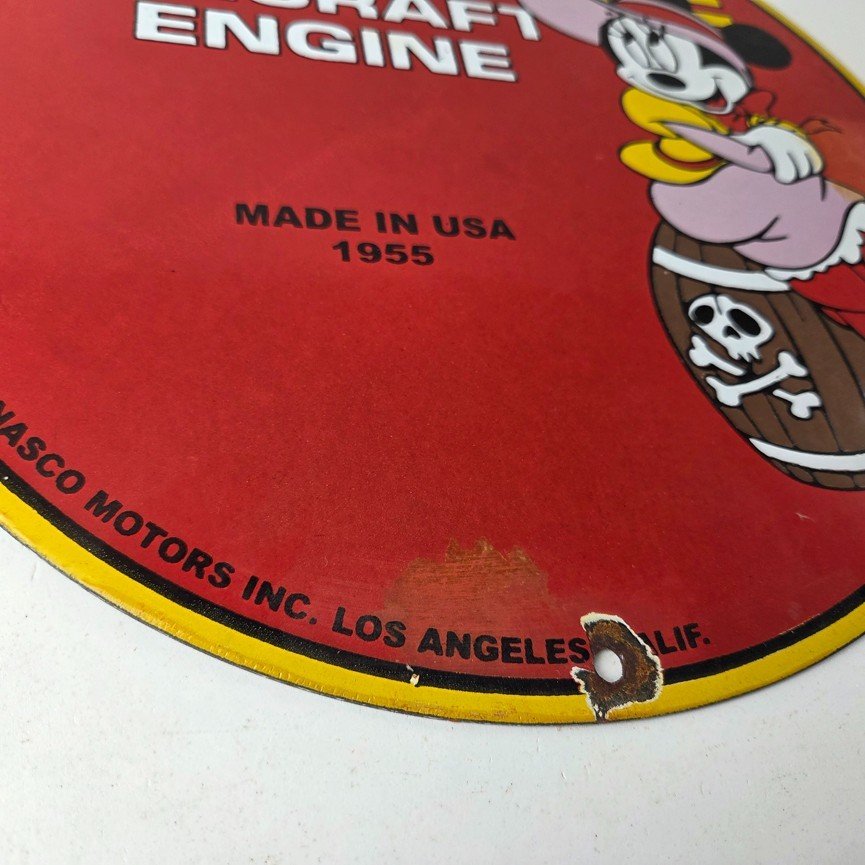 ENGINE
MADE IN USA
1955
MOTORS INC. LOS ANGELES